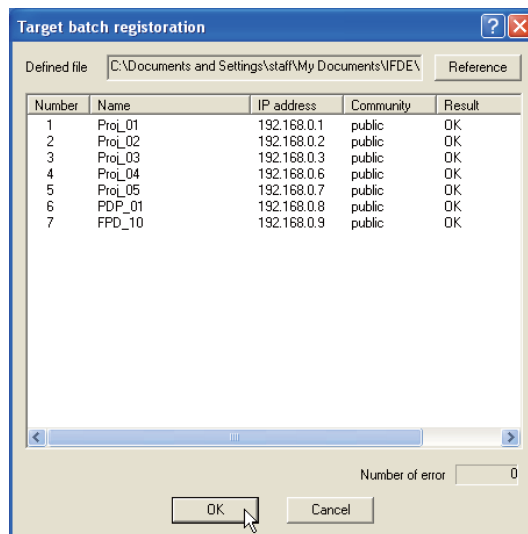 Target batch registoration
Defined file C:\Documents and Settings\staff\My Documents\IFDE\ Reference
Number Name IP address Community Result
1 Proj_01 192.168.0.1 public OK
2 Proj_02 192.168.0.2 public OK
3 Proj_03 192.168.0.3 public OK
4 Proj_04 192.168.0.6 public OK
5 Proj_05 192.168.0.7 public OK
6 PDP_01 192.168.0.8 public OK
7 FPD_10 192.168.0.9 public OK
Number of error 0
OK Cancel